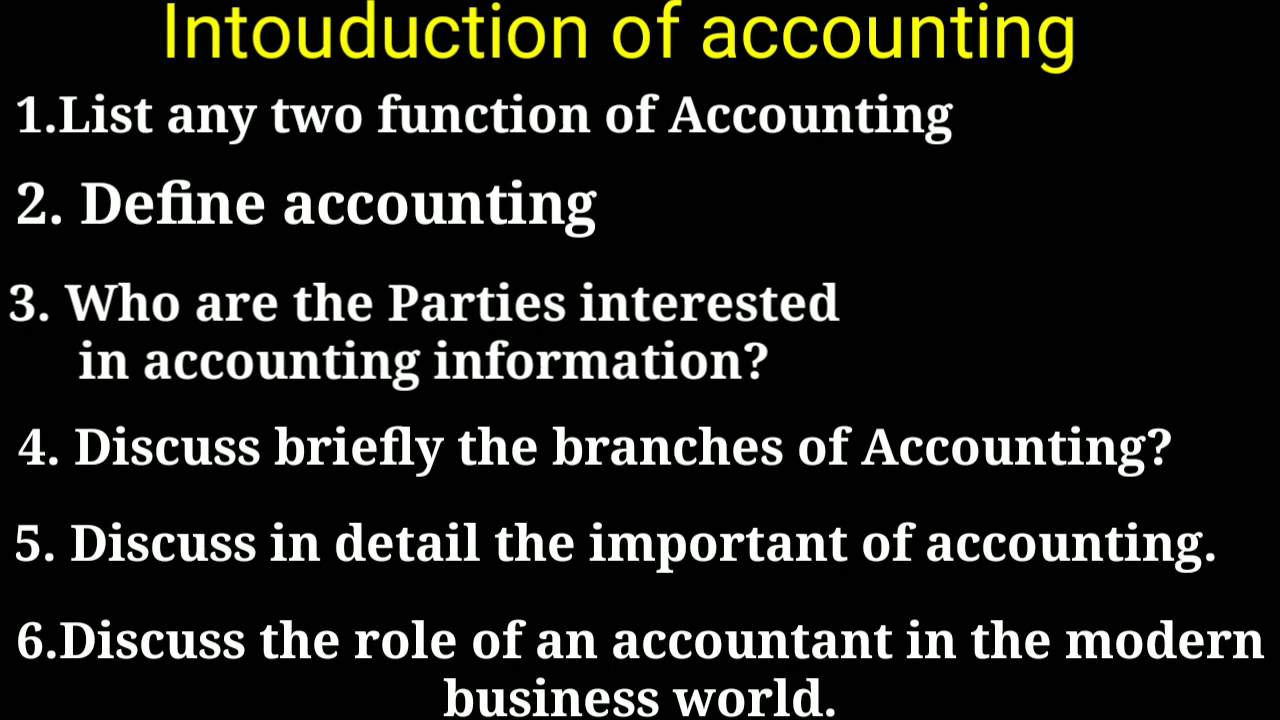 Intouduction of accounting
1.List any two function of Accounting
2. Define accounting
3. Who are the Parties interested
in accounting information?
4. Discuss briefly the branches of Accounting?
5. Discuss in detail the important of accounting.
6.Discuss the role of an accountant in the modern
business world.